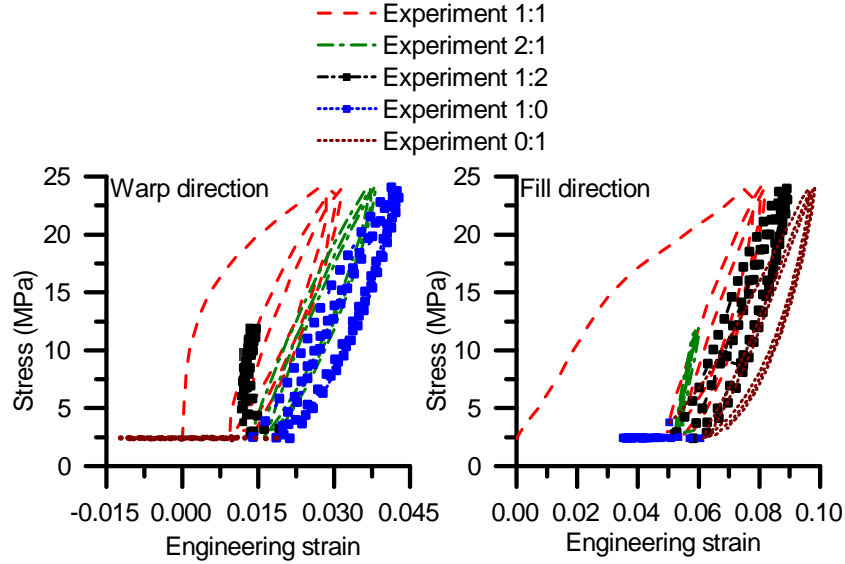 Experiment 1:1
Experiment 2:1
Experiment 1:2
Experiment 1:0
Experiment 0:1
Warp direction
Stress (MPa)
25
20
15
10
5
0
-0.015 0.000 0.015 0.030 0.045
Engineering strain
Fill direction
Stress (MPa)
25
20
15
10
5
0
0.00 0.02 0.04 0.06 0.08 0.10
Engineering strain